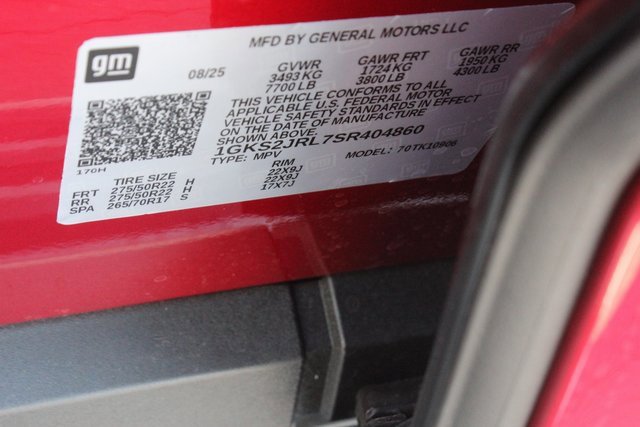 gm
MFD BY GENERAL MOTORS LLC
08/25 GVWR GAWR FRT GAWR RR
3493 KG 1724 KG 1950 KG
7700 LB 3800 LB 4300 LB
THIS VEHICLE CONFORMS TO ALL
APPLICABLE U.S. FEDERAL MOTOR
VEHICLE SAFETY STANDARDS IN EFFECT
ON THE DATE OF MANUFACTURE
1GKS2JRL7SR404860
170H TYPE: MPV MODEL: 70TK10906
TIRE SIZE RIM
FRT 275/50R22 H 22X9J
RR 275/50R22 H 22X9J
SPA 265/70R17 S 17X7J